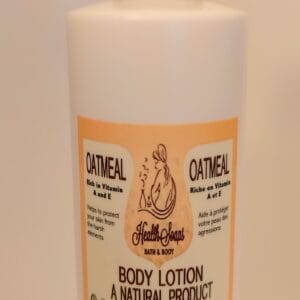 OATMEAL
Rich in Vitamin
A and E
Helps to protect
your skin from
the harsh
elements
OATMEAL
Riche en Vitamin
A et E
Aide à protéger
votre peau des
agressions
Health Soaps
BATH & BODY
BODY LOTION
A NATURAL PRODUCT